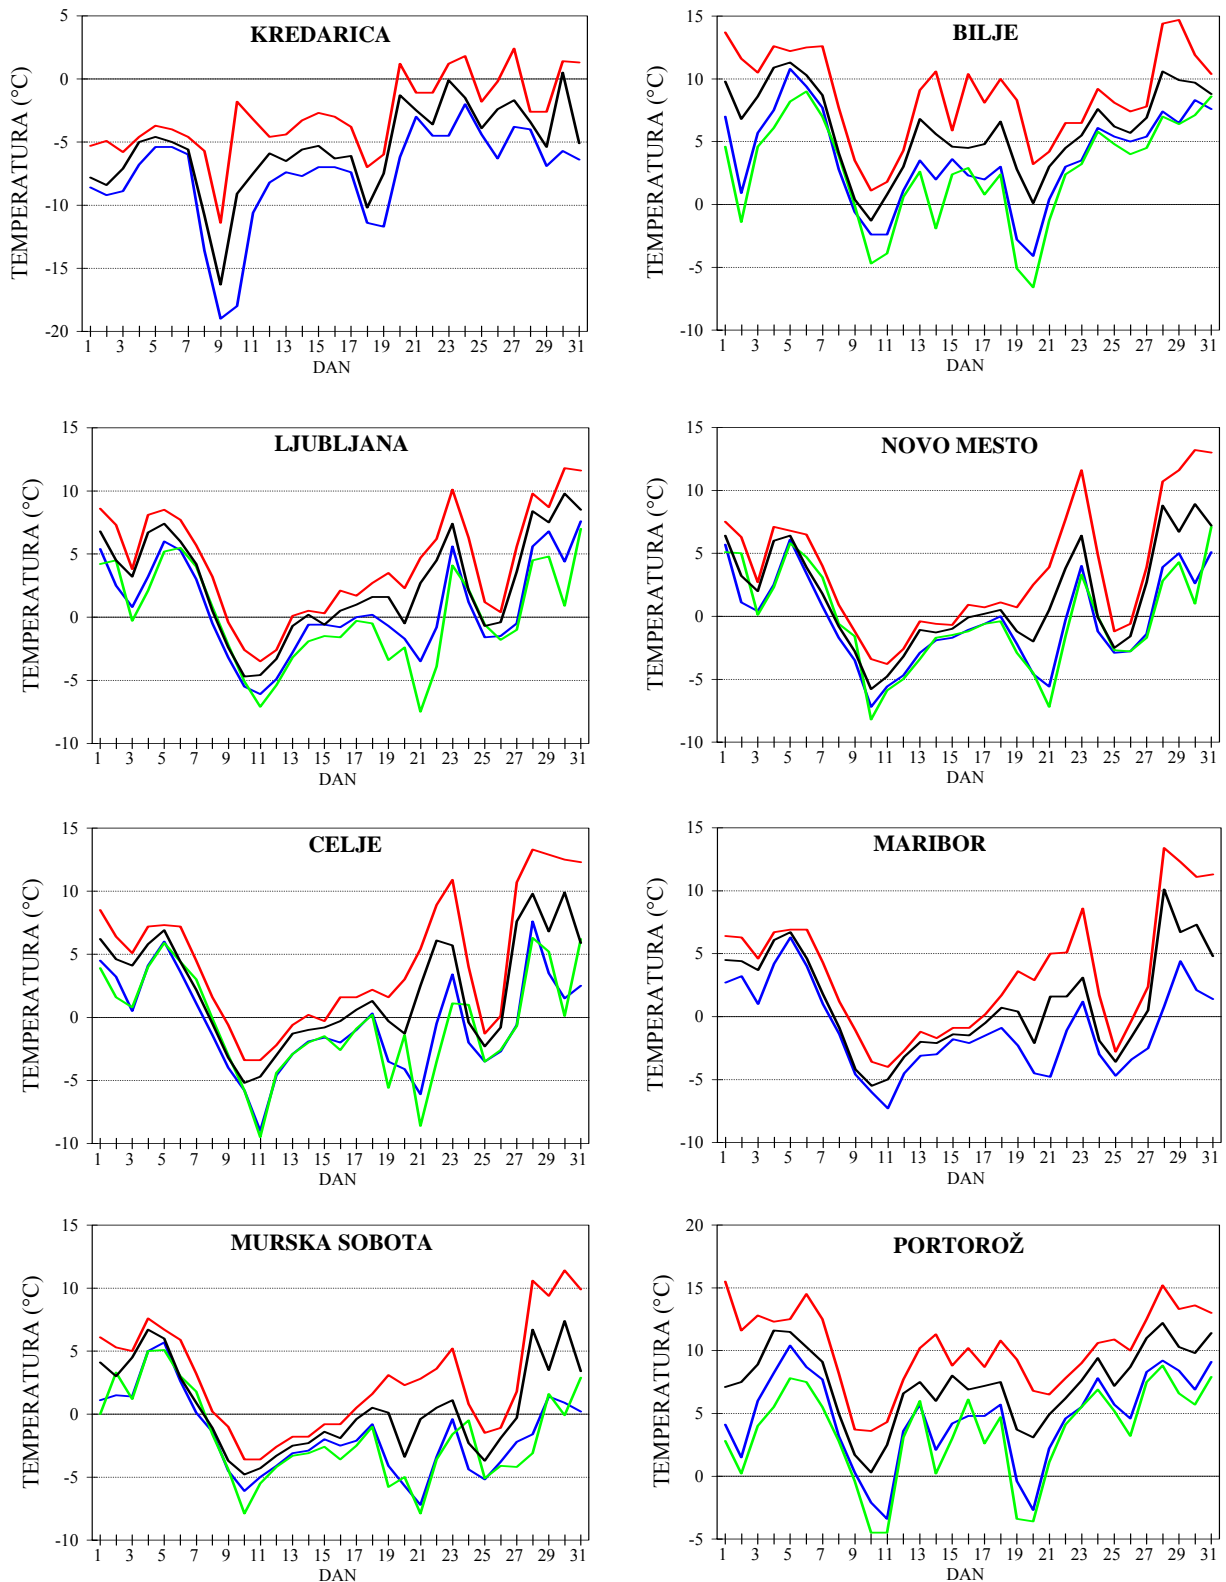 KREDARICA
TEMPERATURA (°C)
5
0
-5
-10
-15
-20
1 3 5 7 9 11 13 15 17 19 21 23 25 27 29 31
DAN
BILJE
TEMPERATURA (°C)
15
10
5
0
-5
-10
1 3 5 7 9 11 13 15 17 19 21 23 25 27 29 31
DAN
LJUBLJANA
TEMPERATURA (°C)
15
10
5
0
-5
-10
1 3 5 7 9 11 13 15 17 19 21 23 25 27 29 31
DAN
NOVO MESTO
TEMPERATURA (°C)
15
10
5
0
-5
-10
1 3 5 7 9 11 13 15 17 19 21 23 25 27 29 31
DAN
CELJE
TEMPERATURA (°C)
15
10
5
0
-5
-10
1 3 5 7 9 11 13 15 17 19 21 23 25 27 29 31
DAN
MARIBOR
TEMPERATURA (°C)
15
10
5
0
-5
-10
1 3 5 7 9 11 13 15 17 19 21 23 25 27 29 31
DAN
MURSKA SOBOTA
TEMPERATURA (°C)
15
10
5
0
-5
-10
1 3 5 7 9 11 13 15 17 19 21 23 25 27 29 31
DAN
PORTOROŽ
TEMPERATURA (°C)
20
15
10
5
0
-5
1 3 5 7 9 11 13 15 17 19 21 23 25 27 29 31
DAN